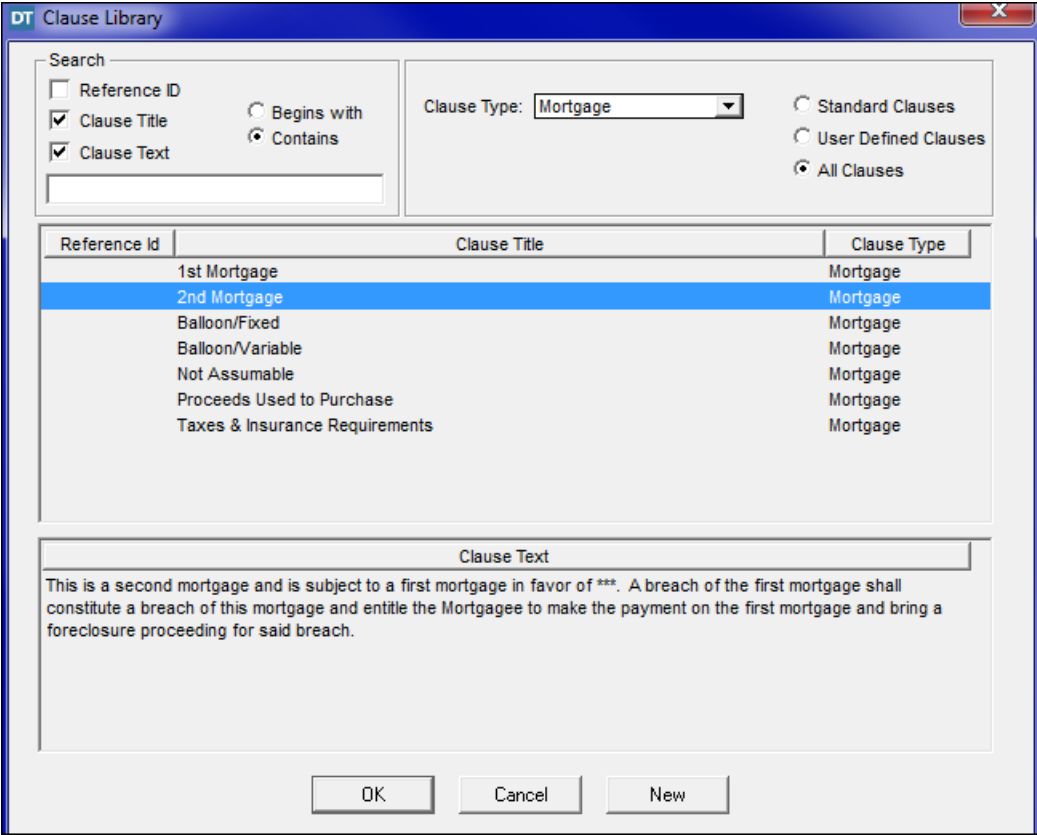 DT Clause Library
X
Search
Reference ID
Clause Title
Clause Text
Begins with
Contains
Clause Type: Mortgage
Standard Clauses
User Defined Clauses
All Clauses
Reference Id Clause Title Clause Type
1st Mortgage Mortgage
2nd Mortgage Mortgage
Balloon/Fixed Mortgage
Balloon/Variable Mortgage
Not Assumable Mortgage
Proceeds Used to Purchase Mortgage
Taxes & Insurance Requirements Mortgage
Clause Text
This is a second mortgage and is subject to a first mortgage in favor of ***.  A breach of the first mortgage shall
constitute a breach of this mortgage and entitle the Mortgagee to make the payment on the first mortgage and bring a
foreclosure proceeding for said breach.
OK Cancel New